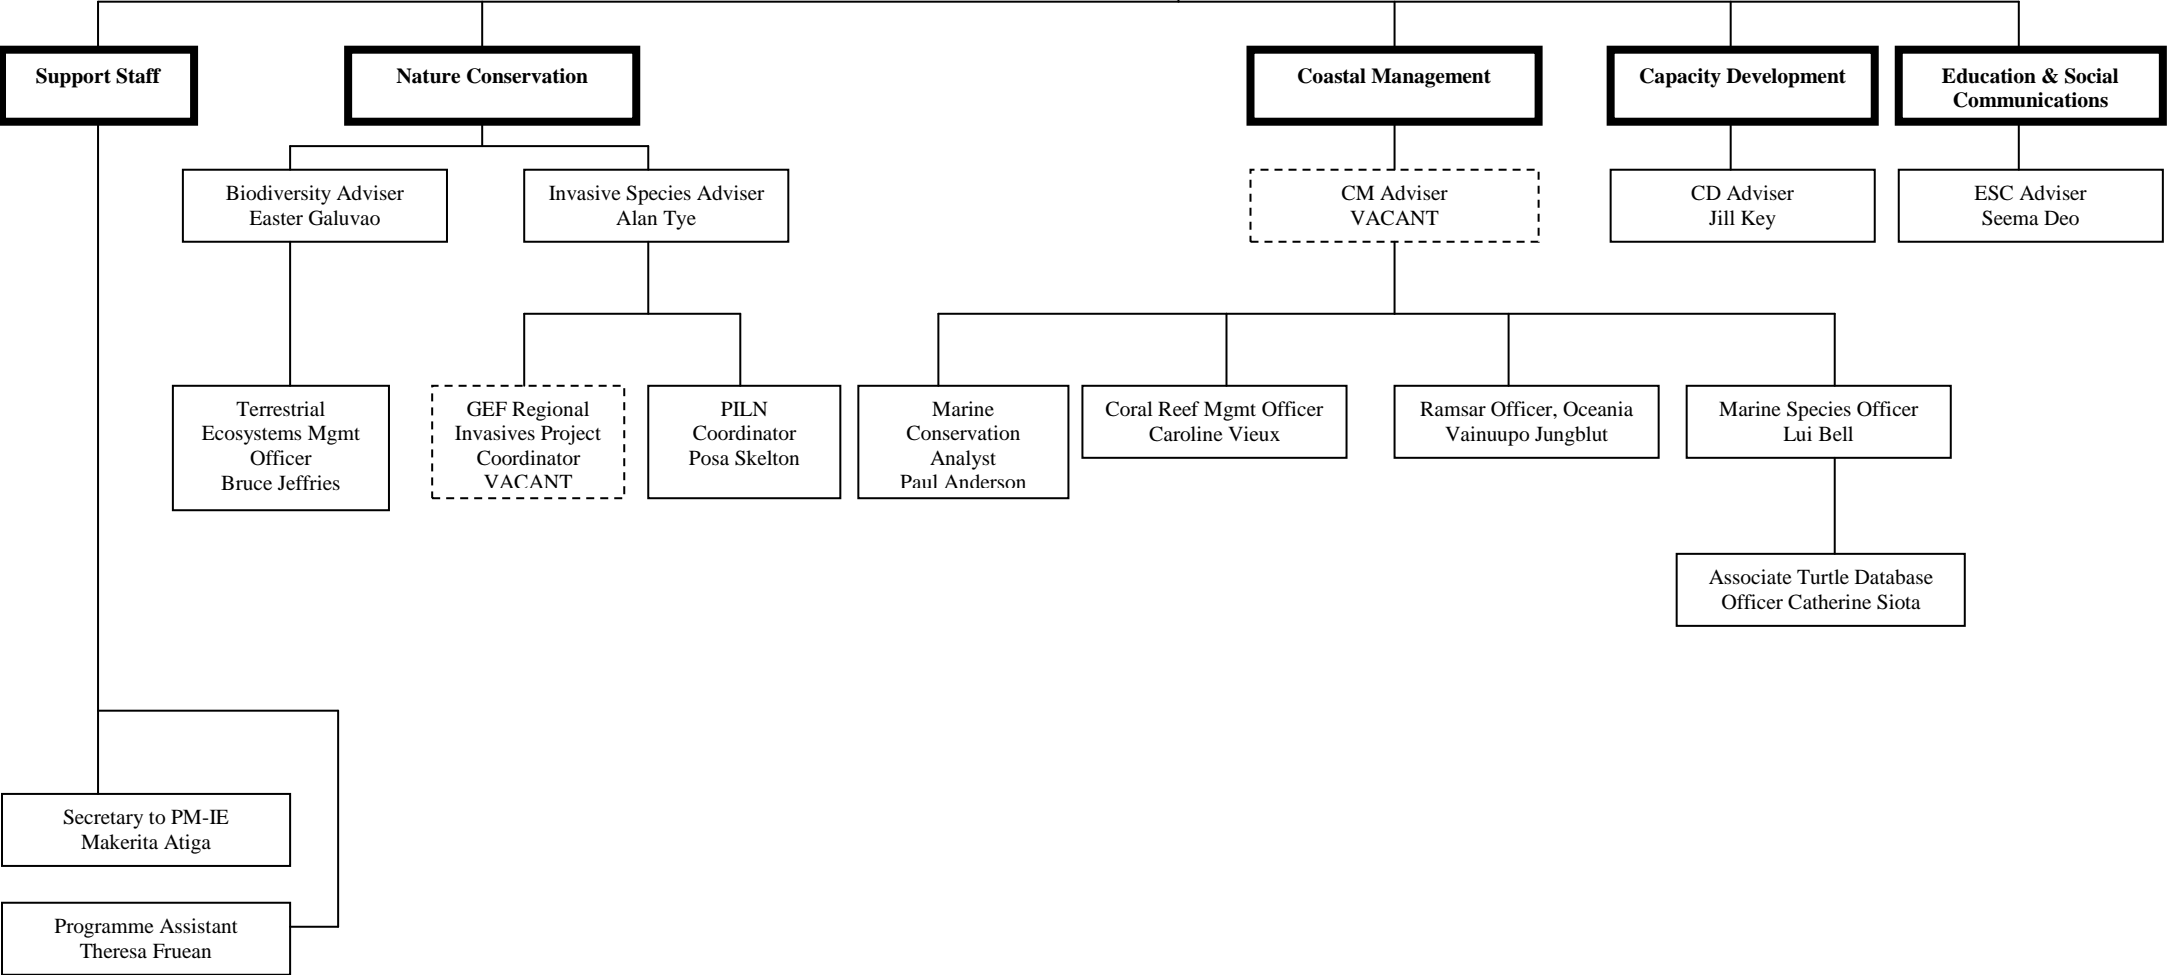 Support Staff
Nature Conservation
Coastal Management
Capacity Development
Education & Social
Communications
Biodiversity Adviser
Easter Galuvao
Invasive Species Adviser
Alan Tye
CM Adviser
VACANT
CD Adviser
Jill Key
ESC Adviser
Seema Deo
Terrestrial
Ecosystems Mgmt
Officer
Bruce Jeffries
GEF Regional
Invasives Project
Coordinator
VACANT
PILN
Coordinator
Posa Skelton
Marine
Conservation
Analyst
Paul Anderson
Coral Reef Mgmt Officer
Caroline Vieux
Ramsar Officer, Oceania
Vainuupo Jungblut
Marine Species Officer
Lui Bell
Associate Turtle Database
Officer Catherine Siota
Secretary to PM-IE
Makerita Atiga
Programme Assistant
Theresa Fruean